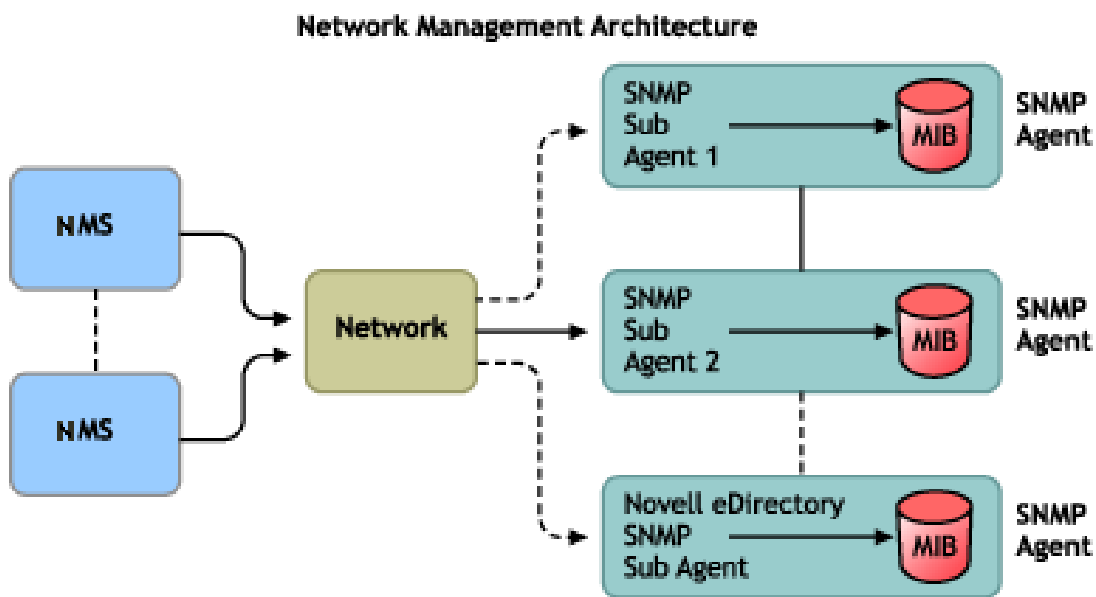 Network Management Architecture
SNMP
Sub
Agent 1
MIB
SNMP
Agent
NMS
NMS
Network
SNMP
Sub
Agent 2
MIB
SNMP
Agent
Novell eDirectory
SNMP
Sub Agent
MIB
SNMP
Agent